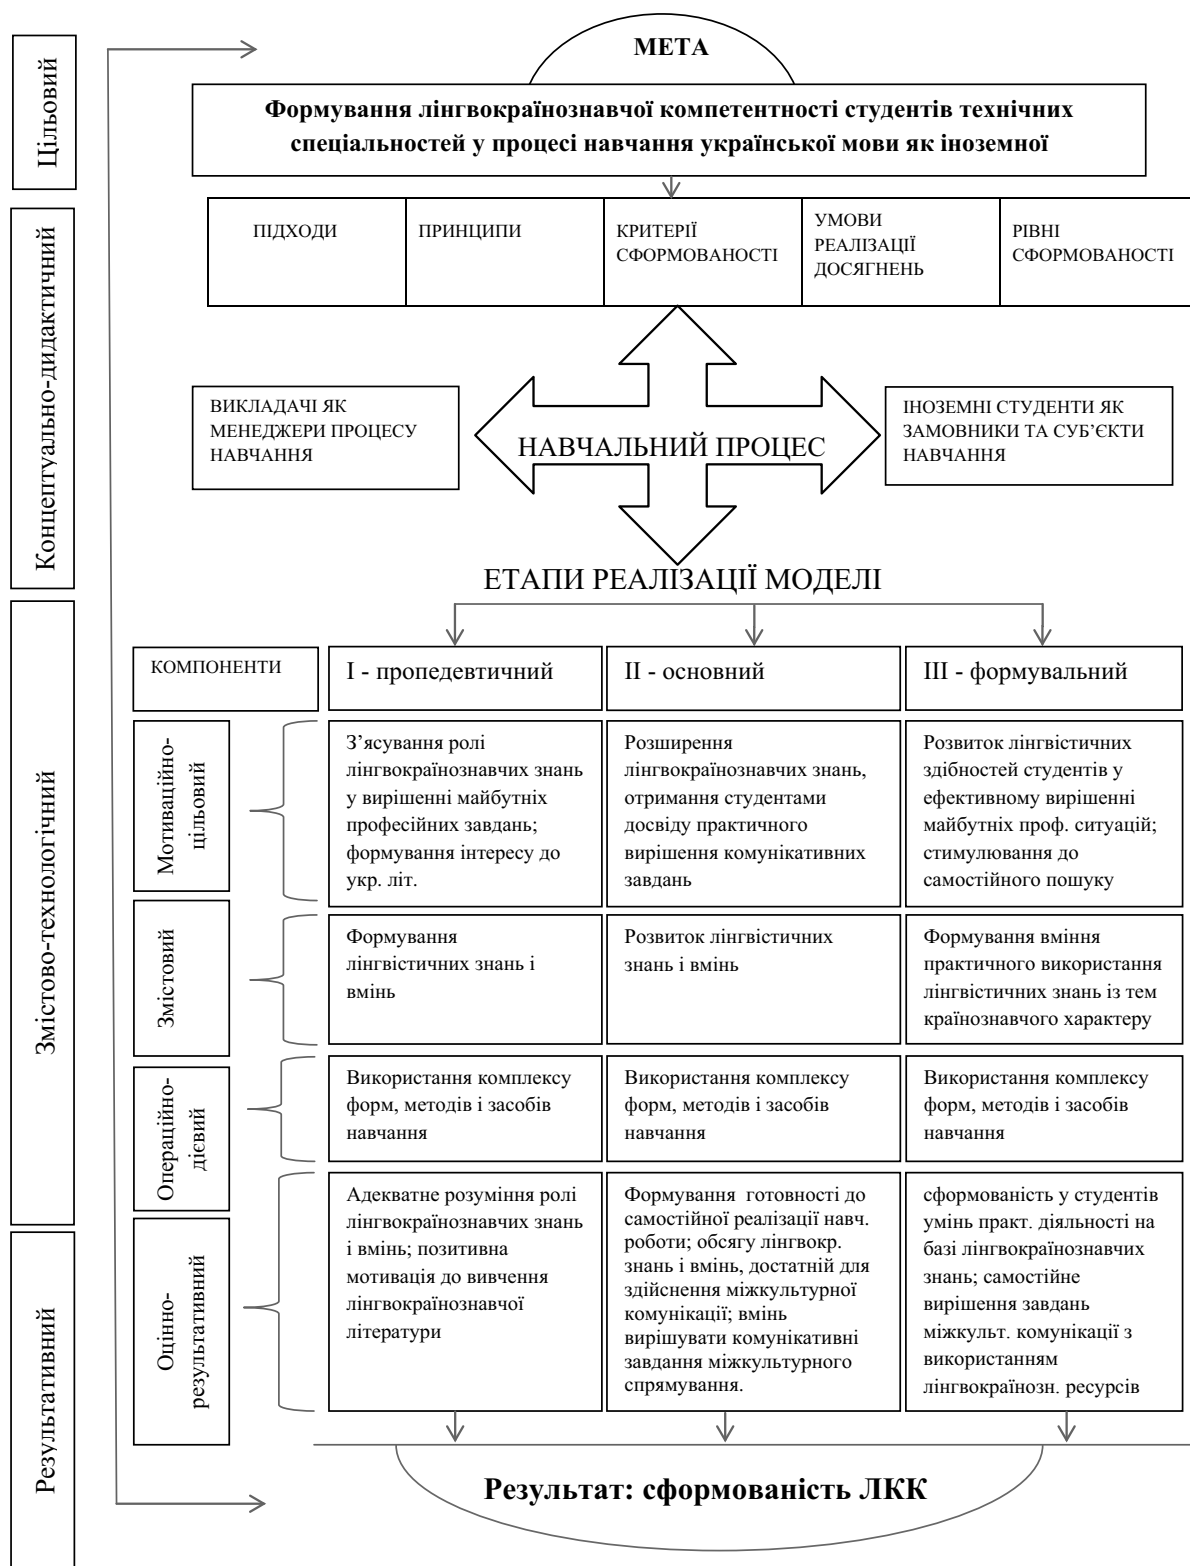 МЕТА
Формування лінгвокраїнознавчої компетентності студентів технічних
спеціальностей у процесі навчання української мови як іноземної
Цільовий
ПІДХОДИ
ПРИНЦИПИ
КРИТЕРІЇ
СФОРМОВАНОСТІ
УМОВИ
РЕАЛІЗАЦІЇ
ДОСЯГНЕНЬ
РІВНІ
СФОРМОВАНОСТІ
Концептуально-дидактичний
ВИКЛАДАЧІ ЯК
МЕНЕДЖЕРИ ПРОЦЕСУ
НАВЧАННЯ
НАВЧАЛЬНИЙ ПРОЦЕС
ІНОЗЕМНІ СТУДЕНТИ ЯК
ЗАМОВНИКИ ТА СУБ’ЄКТИ
НАВЧАННЯ
ЕТАПИ РЕАЛІЗАЦІЇ МОДЕЛІ
Змістово-технологічний
КОМПОНЕНТИ
І - пропедевтичний
ІІ - основний
ІІІ - формувальний
Мотиваційно-
цільовий
З’ясування ролі
лінгвокраїнознавчих знань
у вирішенні майбутніх
професійних завдань;
формування інтересу до
укр. літ.
Розширення
лінгвокраїнознавчих знань,
отримання студентами
досвіду практичного
вирішення комунікативних
завдань
Розвиток лінгвістичних
здібностей студентів у
ефективному вирішенні
майбутніх проф. ситуацій;
стимулювання до
самостійного пошуку
Змістовий
Формування
лінгвістичних знань і
вмінь
Розвиток лінгвістичних
знань і вмінь
Формування вміння
практичного використання
лінгвістичних знань із тем
країнознавчого характеру
Операційно-
дієвий
Використання комплексу
форм, методів і засобів
навчання
Використання комплексу
форм, методів і засобів
навчання
Використання комплексу
форм, методів і засобів
навчання
Результативний
Оцінно-
результативний
Адекватне розуміння ролі
лінгвокраїнознавчих знань
і вмінь; позитивна
мотивація до вивчення
лінгвокраїнознавчої
літератури
Формування готовності до
самостійної реалізації навч.
роботи; обсягу лінгвокр.
знань і вмінь, достатній для
здійснення міжкультурної
комунікації; вмінь
вирішувати комунікативні
завдання міжкультурного
спрямування.
сформованість у студентів
умінь практ. діяльності на
базі лінгвокраїнознавчих
знань; самостійне
вирішення завдань
міжкульт. комунікації з
використанням
лінгвокраїнозн. ресурсів
Результат: сформованість ЛКК